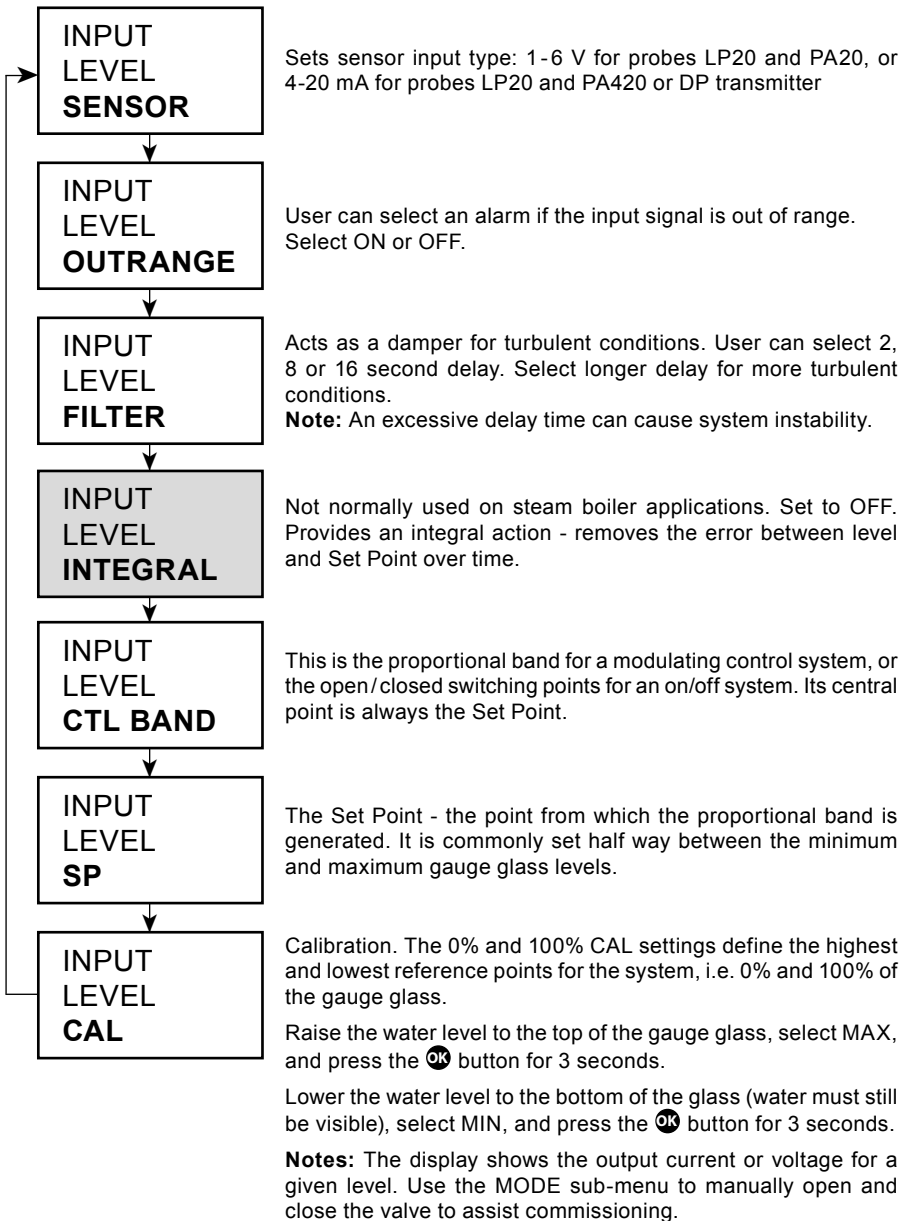 INPUT
LEVEL
SENSOR
Sets sensor input type: 1-6 V for probes LP20 and PA20, or
4-20 mA for probes LP20 and PA420 or DP transmitter
INPUT
LEVEL
OUTRANGE
User can select an alarm if the input signal is out of range.
Select ON or OFF.
INPUT
LEVEL
FILTER
Acts as a damper for turbulent conditions. User can select 2,
8 or 16 second delay. Select longer delay for more turbulent
conditions.
Note: An excessive delay time can cause system instability.
INPUT
LEVEL
INTEGRAL
Not normally used on steam boiler applications. Set to OFF.
Provides an integral action - removes the error between level
and Set Point over time.
INPUT
LEVEL
CTL BAND
This is the proportional band for a modulating control system, or
the open/closed switching points for an on/off system. Its central
point is always the Set Point.
INPUT
LEVEL
SP
The Set Point - the point from which the proportional band is
generated. It is commonly set half way between the minimum
and maximum gauge glass levels.
INPUT
LEVEL
CAL
Calibration. The 0% and 100% CAL settings define the highest
and lowest reference points for the system, i.e. 0% and 100% of
the gauge glass.
Raise the water level to the top of the gauge glass, select MAX,
and press the OK button for 3 seconds.
Lower the water level to the bottom of the glass (water must still
be visible), select MIN, and press the OK button for 3 seconds.
Notes: The display shows the output current or voltage for a
given level. Use the MODE sub-menu to manually open and
close the valve to assist commissioning.